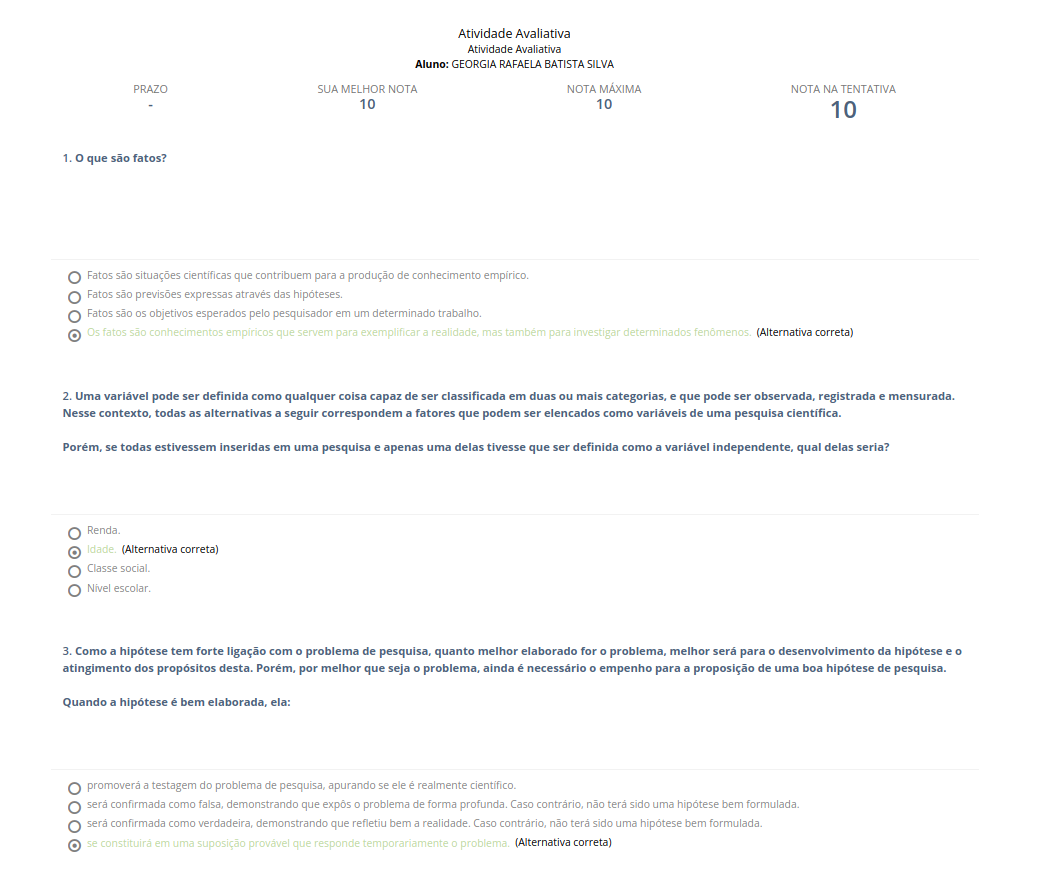 Atividade Avaliativa
Atividade Avaliativa
Aluno: GEORGIA RAFAELA BATISTA SILVA
PRAZO SUA MELHOR NOTA NOTA MÁXIMA NOTA NA TENTATIVA
- 10 10 10
1. O que são fatos?
Fatos são situações científicas que contribuem para a produção de conhecimento empírico.
Fatos são previsões expressas através das hipóteses.
Fatos são os objetivos esperados pelo pesquisador em um determinado trabalho.
Os fatos são conhecimentos empíricos que servem para exemplificar a realidade, mas também para investigar determinados fenômenos. (Alternativa correta)
2. Uma variável pode ser definida como qualquer coisa capaz de ser classificada em duas ou mais categorias, e que pode ser observada, registrada e mensurada.
Nesse contexto, todas as alternativas a seguir correspondem a fatores que podem ser elencados como variáveis de uma pesquisa científica.
Porém, se todas estivessem inseridas em uma pesquisa e apenas uma delas tivesse que ser definida como a variável independente, qual delas seria?
Renda.
Idade. (Alternativa correta)
Classe social.
Nível escolar.
3. Como a hipótese tem forte ligação com o problema de pesquisa, quanto melhor elaborado for o problema, melhor será para o desenvolvimento da hipótese e o
atingimento dos propósitos desta. Porém, por melhor que seja o problema, ainda é necessário o empenho para a proposição de uma boa hipótese de pesquisa.
Quando a hipótese é bem elaborada, ela:
promoverá a testagem do problema de pesquisa, apurando se ele é realmente científico.
será confirmada como falsa, demonstrando que expôs o problema de forma profunda. Caso contrário, não terá sido uma hipótese bem formulada.
será confirmada como verdadeira, demonstrando que refletiu bem a realidade. Caso contrário, não terá sido uma hipótese bem formulada.
se constituirá em uma suposição provável que responde temporariamente o problema. (Alternativa correta)